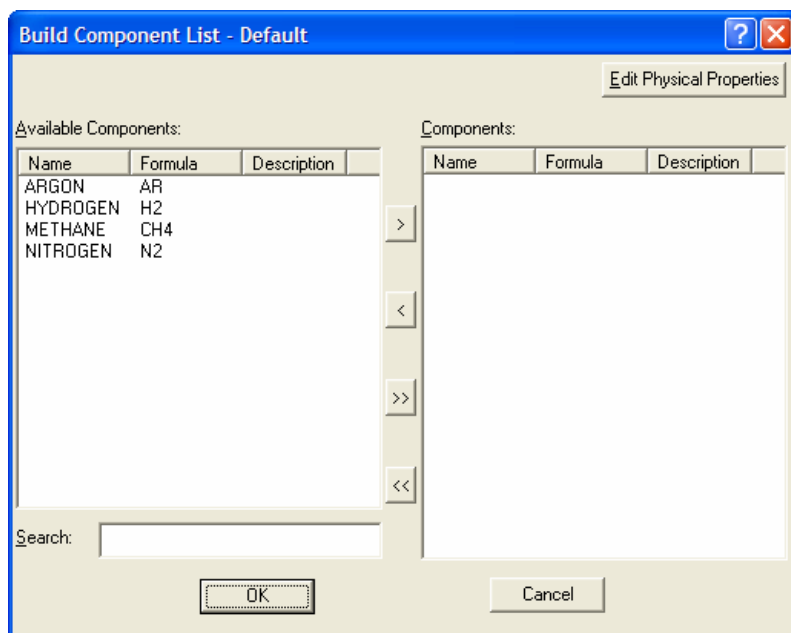 Build Component List - Default
Edit Physical Properties
Available Components:
Components:
Name Formula Description
Name Formula Description
ARGON AR
HYDROGEN H2
METHANE CH4
NITROGEN N2
>
<
>>
<<
Search:
OK
Cancel